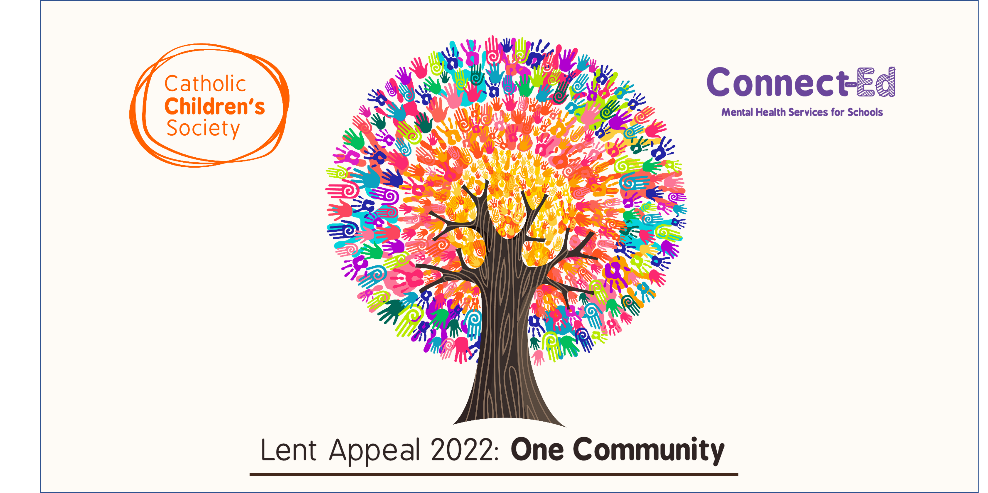 Catholic
Children's
Society
Connect-Ed
Mental Health Services for Schools
Lent Appeal 2022: One Community